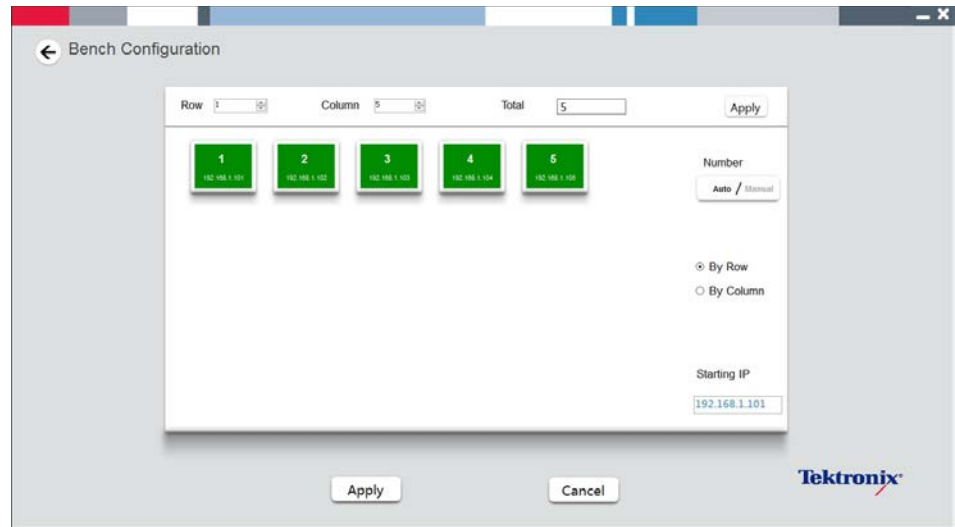 Bench Configuration
Row 1 Column 5 Total 5 Apply
1 2 3 4 5
192.168.1.101 192.168.1.102 192.168.1.103 192.168.1.104 192.168.1.105
Number
Auto / Manual
By Row
By Column
Starting IP
192.168.1.101
Apply Cancel
Tektronix